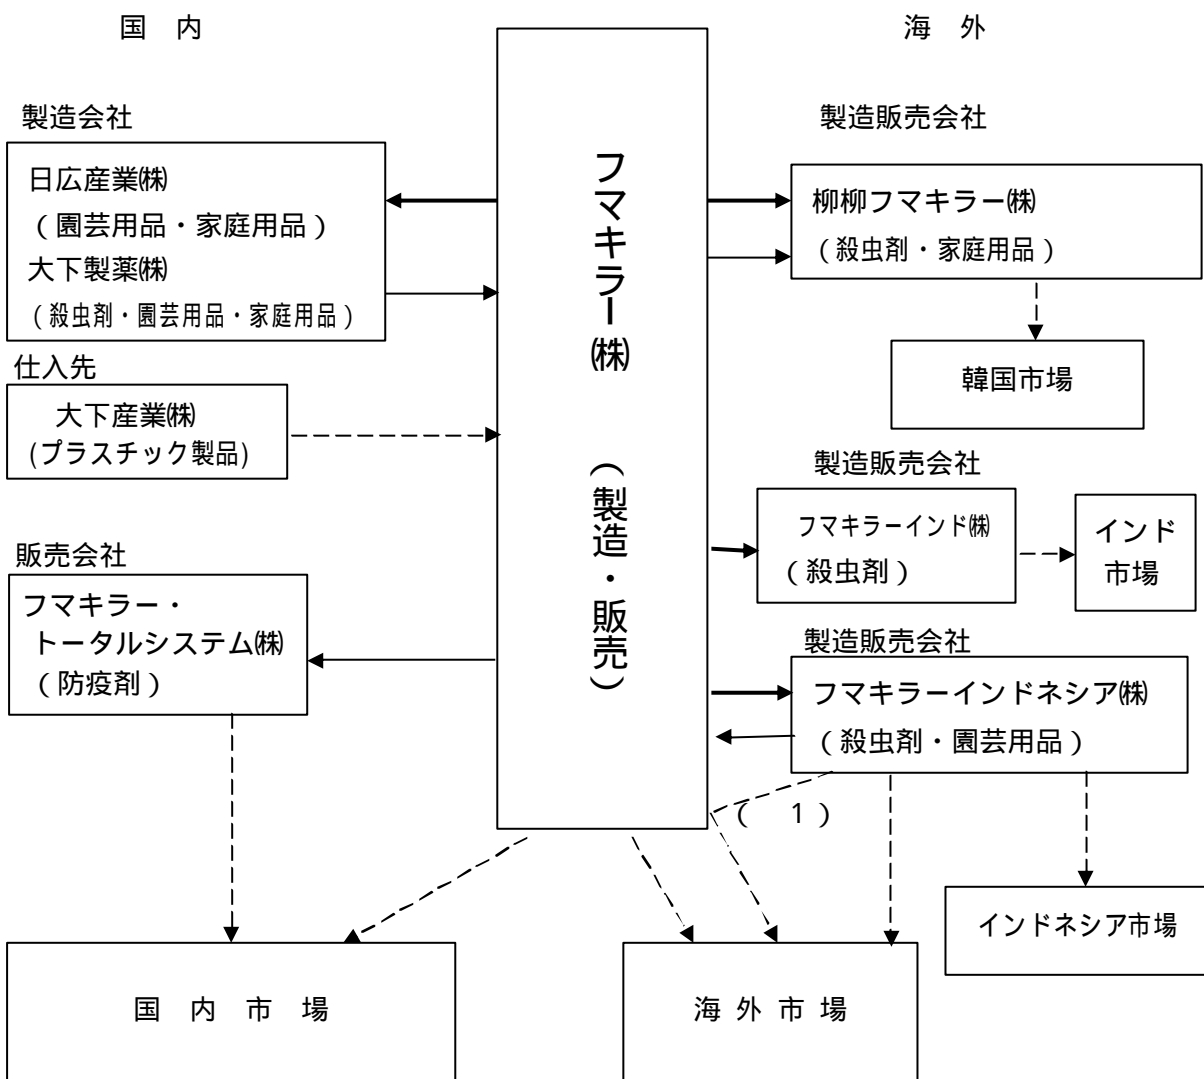 国 内
海 外
製造会社
日広産業㈱
(園芸用品・家庭用品)
大下製薬㈱
(殺虫剤・園芸用品・家庭用品)
仕入先
大下産業㈱
(プラスチック製品)
販売会社
フマキラー・
トータルシステム㈱
(防疫剤)
フマキラー㈱ (製造・販売)
製造販売会社
柳柳フマキラー㈱
(殺虫剤・家庭用品)
韓国市場
製造販売会社
フマキラーインド㈱
(殺虫剤)
インド
市場
製造販売会社
フマキラーインドネシア㈱
(殺虫剤・園芸用品)
( 1)
インドネシア市場
国 内 市 場
海 外 市 場